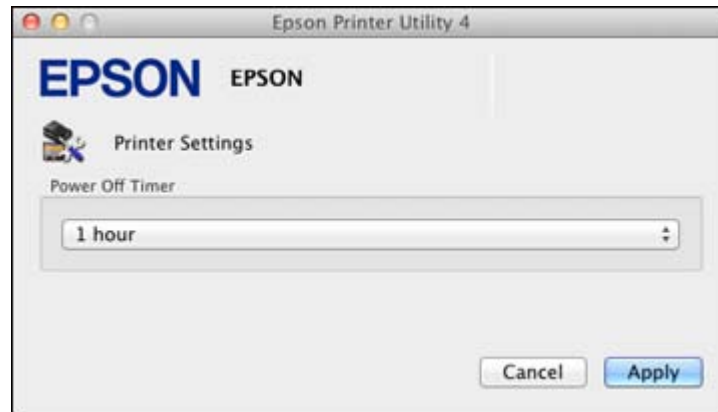 Epson Printer Utility 4
EPSON EPSON
Printer Settings
Power Off Timer
1 hour
Cancel Apply